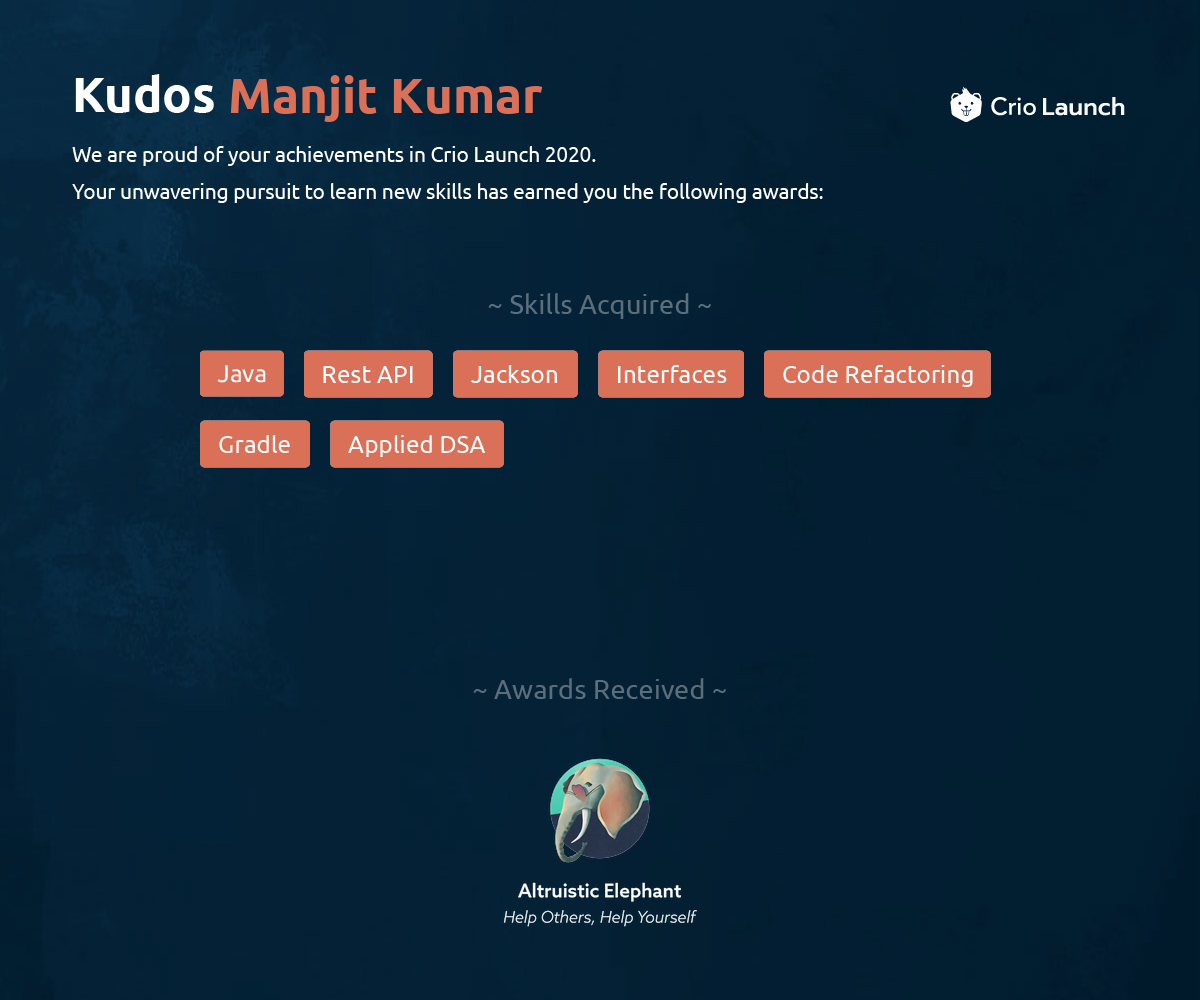 Kudos Manjit Kumar
Crio Launch
We are proud of your achievements in Crio Launch 2020.
Your unwavering pursuit to learn new skills has earned you the following awards:
~ Skills Acquired ~
Java Rest API Jackson Interfaces Code Refactoring
Gradle Applied DSA
~ Awards Received ~
Altruistic Elephant
Help Others, Help Yourself